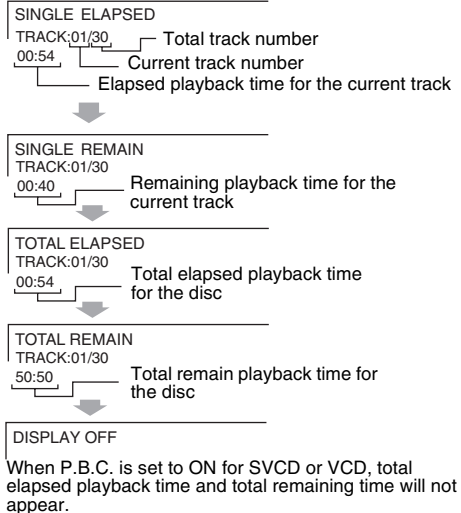 SINGLE ELAPSED
TRACK:01/30
Total track number
Current track number
00:54
Elapsed playback time for the current track
SINGLE REMAIN
TRACK:01/30
00:40
Remaining playback time for the
current track
TOTAL ELAPSED
TRACK:01/30
00:54
Total elapsed playback time
for the disc
TOTAL REMAIN
TRACK:01/30
50:50
Total remain playback time for
the disc
DISPLAY OFF
When P.B.C. is set to ON for SVCD or VCD, total
elapsed playback time and total remaining time will not
appear.